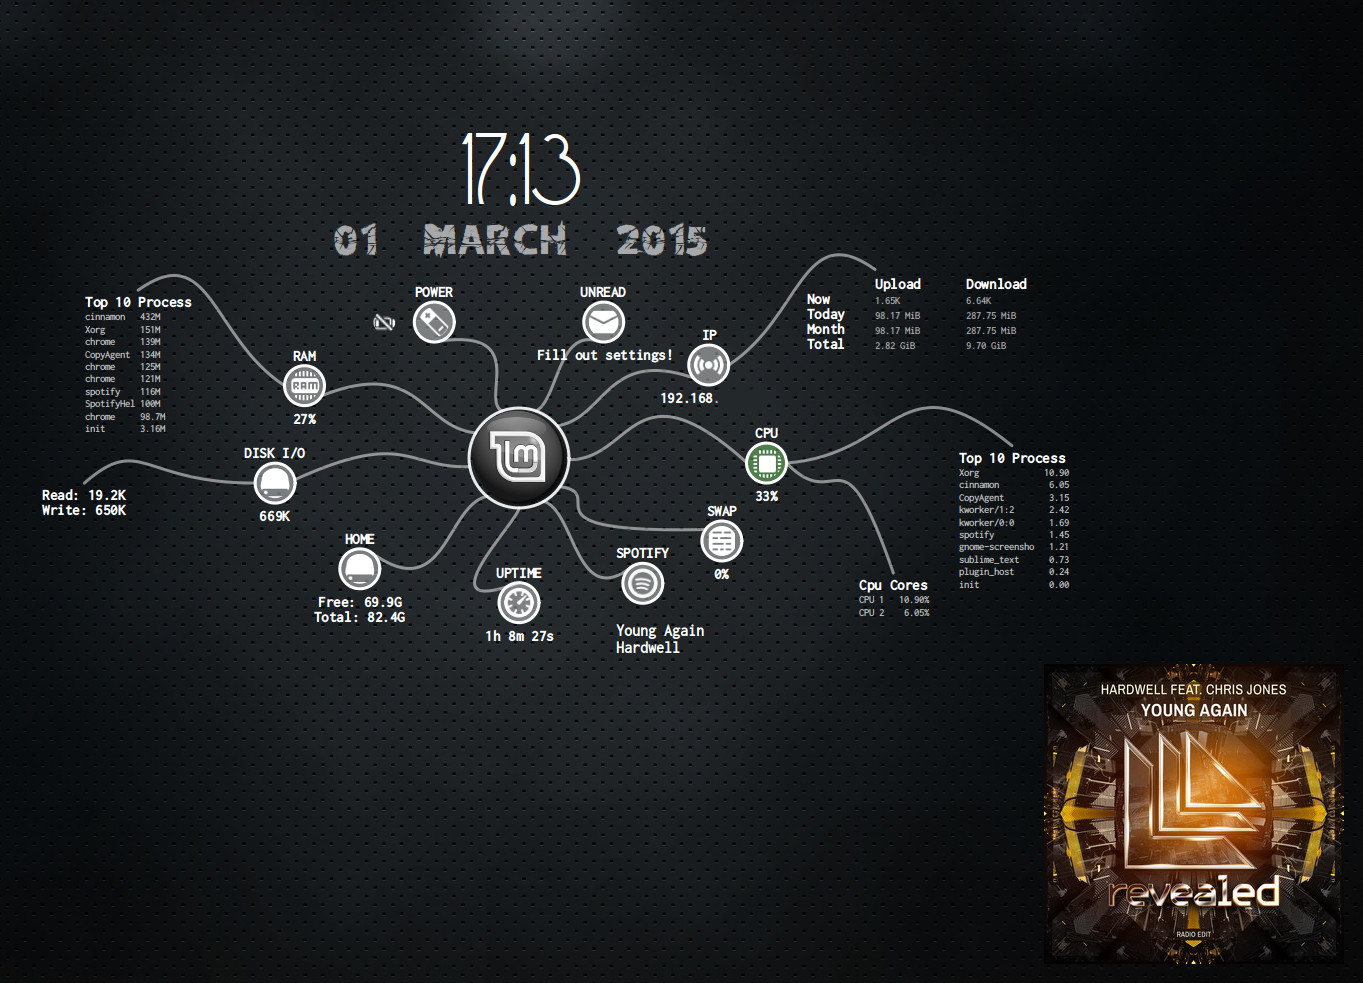 17:13
01 MARCH 2015
POWER
UNREAD
Fill out settings!
IP
192.168.
Upload Download
Now 1.65K 6.64K
Today 98.17 MiB 287.75 MiB
Month 98.17 MiB 287.75 MiB
Total 2.82 GiB 9.70 GiB
Top 10 Process
cinnamon 432M
Xorg 151M
chrome 139M
CopyAgent 134M
chrome 125M
chrome 121M
spotify 116M
SpotifyHel 100M
chrome 98.7M
init 3.16M
RAM
RAM
27%
DISK I/O
669K
Read: 19.2K
Write: 650K
lm
CPU
33%
Top 10 Process
Xorg 10.90
cinnamon 6.05
CopyAgent 3.15
kworker/1:2 2.42
kworker/0:0 1.69
spotify 1.45
gnome-screensho 1.21
sublime_text 0.73
plugin_host 0.24
init 0.00
Cpu Cores
CPU 1 10.90%
CPU 2 6.05%
SWAP
0%
HOME
Free: 69.9G
Total: 82.4G
UPTIME
1h 8m 27s
SPOTIFY
Young Again
Hardwell
HARDWELL FEAT. CHRIS JONES
YOUNG AGAIN
revealed
RADIO EDIT